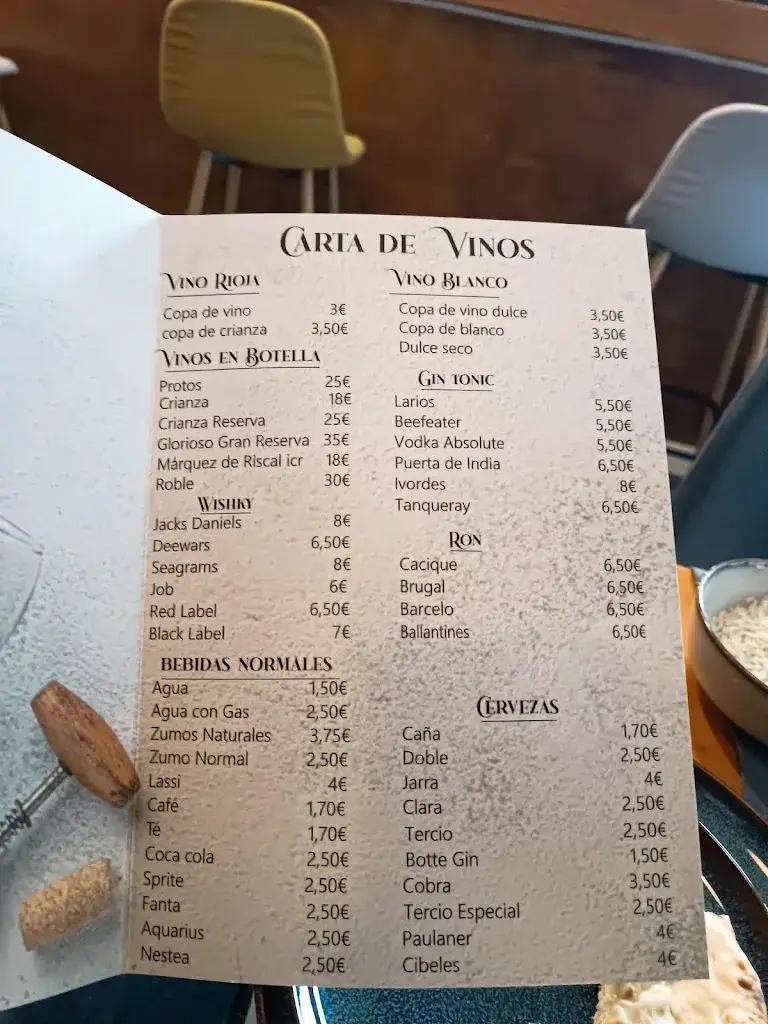 CARTA DE VINOS
VINO RIOJA
Copa de vino 3€
copa de crianza 3,50€
VINOS EN BOTELLA
Protos 25€
Crianza 18€
Crianza Reserva 25€
Glorioso Gran Reserva 35€
Márquez de Riscal icr 18€
Roble 30€
WISHKY
Jacks Daniels 8€
Deewars 6,50€
Seagrams 8€
Job 6€
Red Label 6,50€
Black Label 7€
BEBIDAS NORMALES
Agua 1,50€
Agua con Gas 2,50€
Zumos Naturales 3,75€
Zumo Normal 2,50€
Lassi 4€
Café 1,70€
Té 1,70€
Coca cola 2,50€
Sprite 2,50€
Fanta 2,50€
Aquarius 2,50€
Nestea 2,50€
VINO BLANCO
Copa de vino dulce 3,50€
Copa de blanco 3,50€
Dulce seco 3,50€
GIN TONIC
Larios 5,50€
Beefeater 5,50€
Vodka Absolute 5,50€
Puerta de India 6,50€
Ivordes 8€
Tanqueray 6,50€
RON
Cacique 6,50€
Brugal 6,50€
Barcelo 6,50€
Ballantines 6,50€
CERVEZAS
Caña 1,70€
Doble 2,50€
Jarra 4€
Clara 2,50€
Tercio 2,50€
Botte Gin 1,50€
Cobra 3,50€
Tercio Especial 2,50€
Paulaner 4€
Cibeles 4€